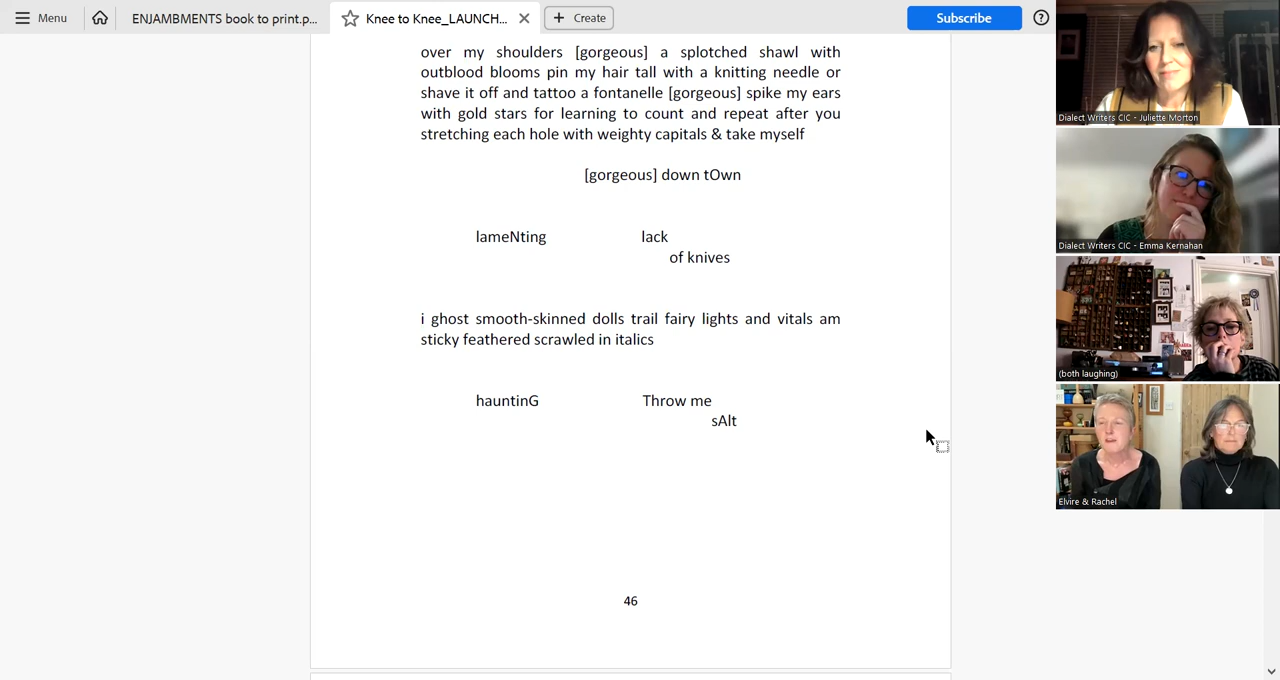 Menu
ENJAMBMENTS book to print.p...
Knee to Knee_LAUNCH...
Create
Subscribe
over my shoulders [gorgeous] a splotched shawl with
outblood blooms pin my hair tall with a knitting needle or
shave it off and tattoo a fontanelle [gorgeous] spike my ears
with gold stars for learning to count and repeat after you
stretching each hole with weighty capitals & take myself
[gorgeous] down tOwn
lameNting lack
of knives
i ghost smooth-skinned dolls trail fairy lights and vitals am
sticky feathered scrawled in italics
hauntinG Throw me
sAlt
46
Dialect Writers CIC - Juliette Morton
Dialect Writers CIC - Emma Kernahan
(both laughing)
Elvire & Rachel